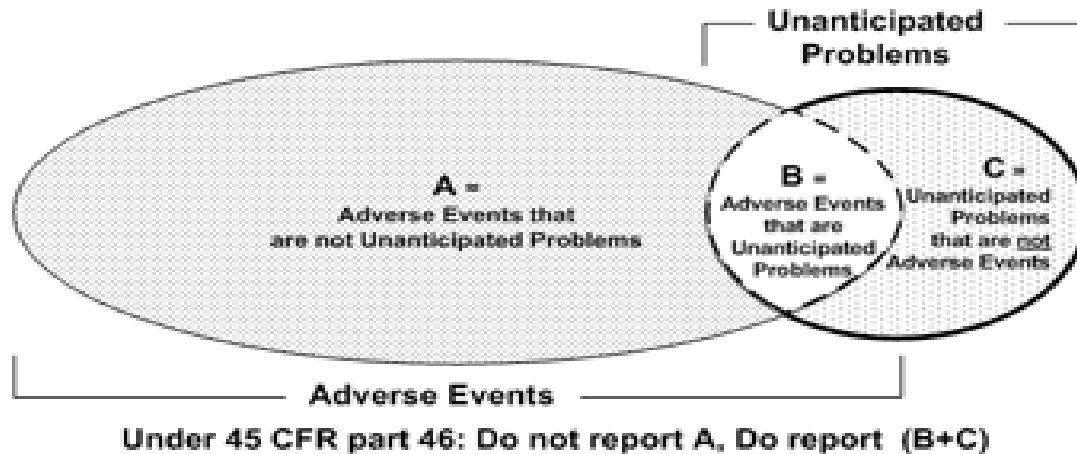 Unanticipated
Problems
A =
Adverse Events that
are not Unanticipated Problems
B =
Adverse Events
that are
Unanticipated
Problems
C =
Unanticipated
Problems
that are not
Adverse Events
Adverse Events
Under 45 CFR part 46: Do not report A, Do report (B+C)